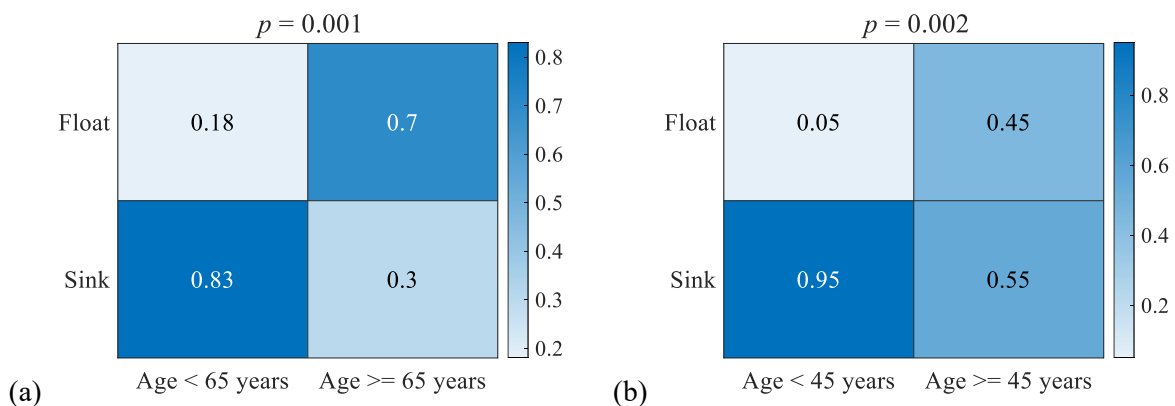 p = 0.001
Float
0.18
0.7
Sink
0.83
0.3
Age < 65 years
Age >= 65 years
0.8
0.7
0.6
0.5
0.4
0.3
0.2
(a)
p = 0.002
Float
0.05
0.45
Sink
0.95
0.55
Age < 45 years
Age >= 45 years
0.8
0.6
0.4
0.2
(b)